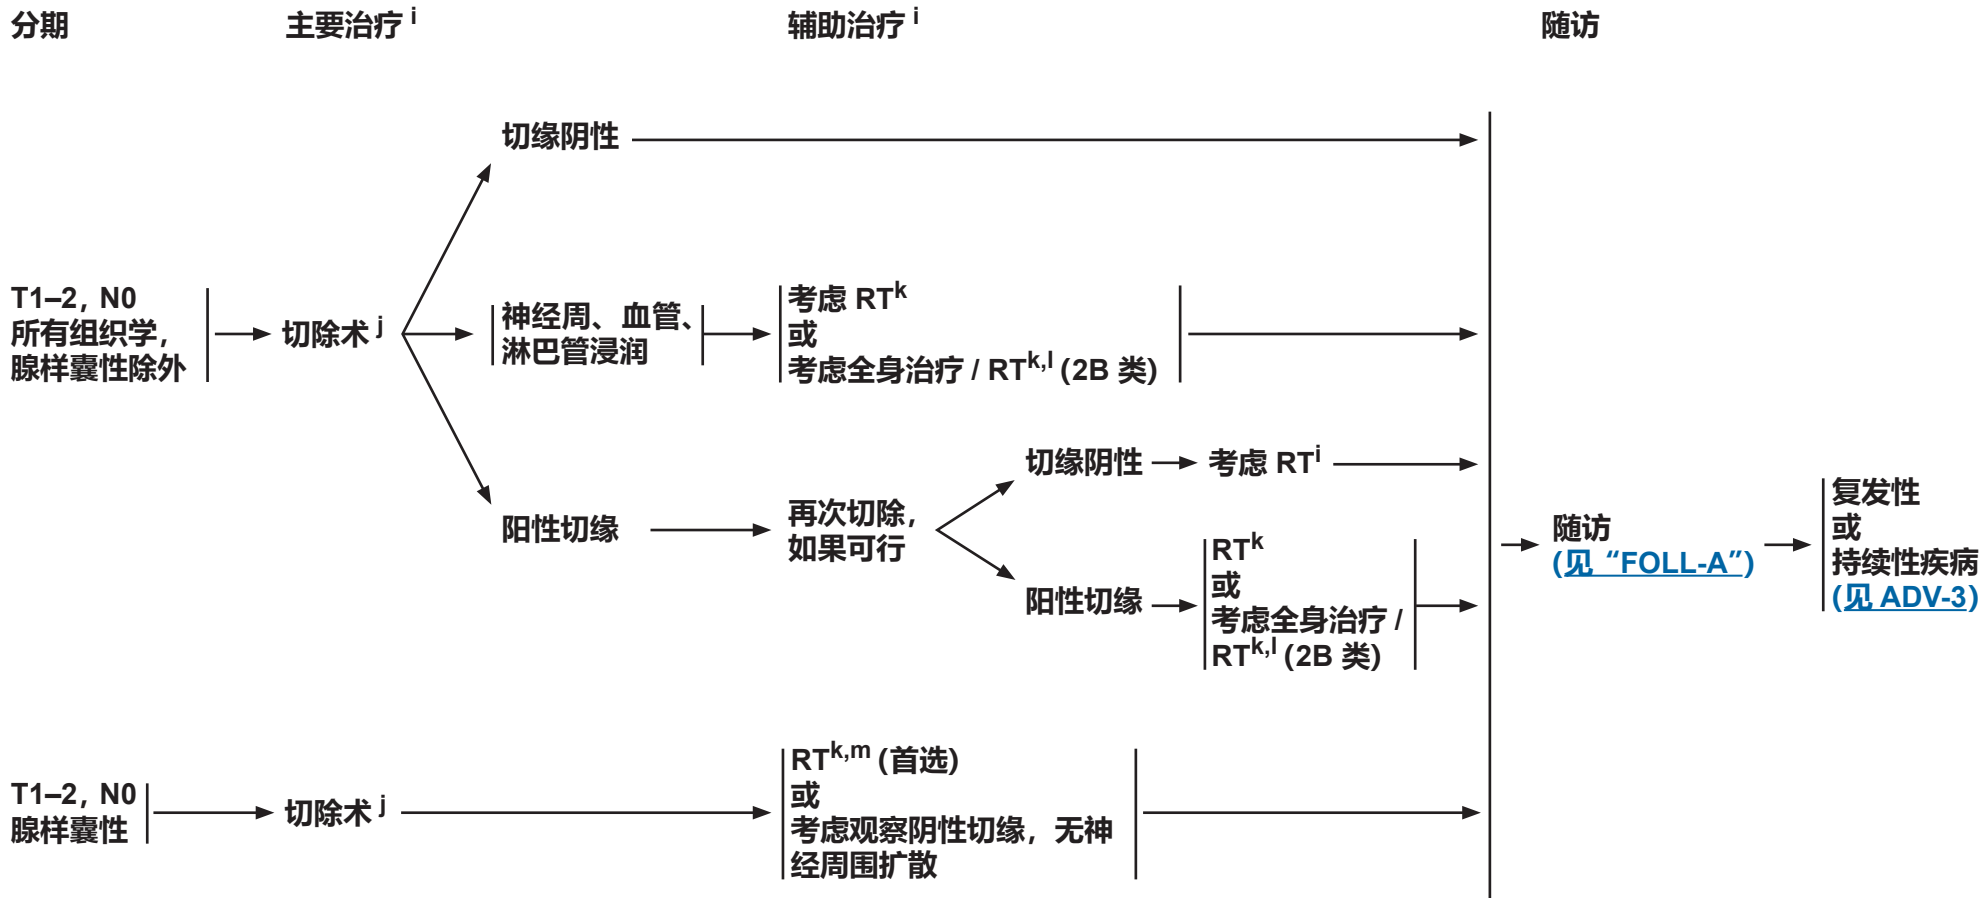 分期
主要治疗 i
辅助治疗 i
随访
切缘阴性
T1–2, N0
所有组织学,
腺样囊性除外
切除术 j
神经周、血管、
淋巴管浸润
考虑 RTk
或
考虑全身治疗 / RTk,l (2B 类)
阳性切缘
再次切除,
如果可行
切缘阴性
考虑 RTi
阳性切缘
RTk
或
考虑全身治疗 /
RTk,l (2B 类)
随访
(见 “FOLL-A”)
复发性
或
持续性疾病
(见 ADV-3)
T1–2, N0
腺样囊性
切除术 j
RTk,m (首选)
或
考虑观察阴性切缘，无神
经周围扩散